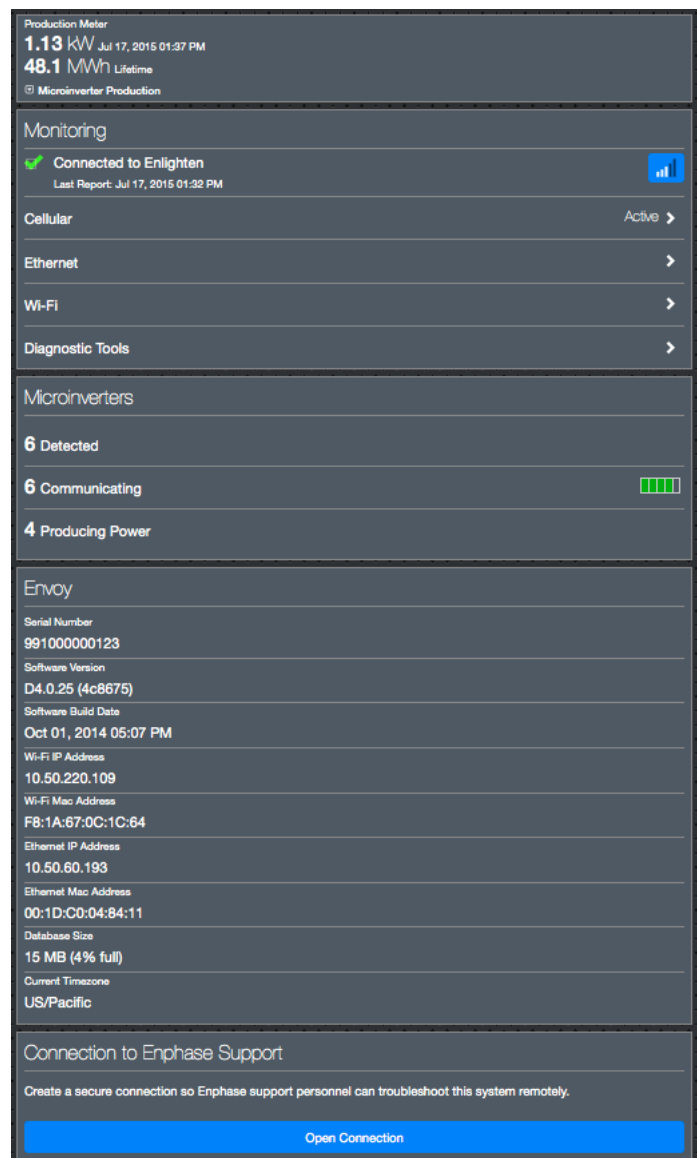 Production Meter
1.13 kW Jul 17, 2015 01:37 PM
48.1 MWh Lifetime
Microinverter Production
Monitoring
Connected to Enlighten
Last Report: Jul 17, 2015 01:32 PM
Cellular Active
Ethernet
Wi-Fi
Diagnostic Tools
Microinverters
6 Detected
6 Communicating
4 Producing Power
Envoy
Serial Number
991000000123
Software Version
D4.0.25 (4c8675)
Software Build Date
Oct 01, 2014 05:07 PM
Wi-Fi IP Address
10.50.220.109
Wi-Fi Mac Address
F8:1A:67:0C:1C:64
Ethernet IP Address
10.50.60.193
Ethernet Mac Address
00:1D:C0:04:84:11
Database Size
15 MB (4% full)
Current Timezone
US/Pacific
Connection to Enphase Support
Create a secure connection so Enphase support personnel can troubleshoot this system remotely.
Open Connection